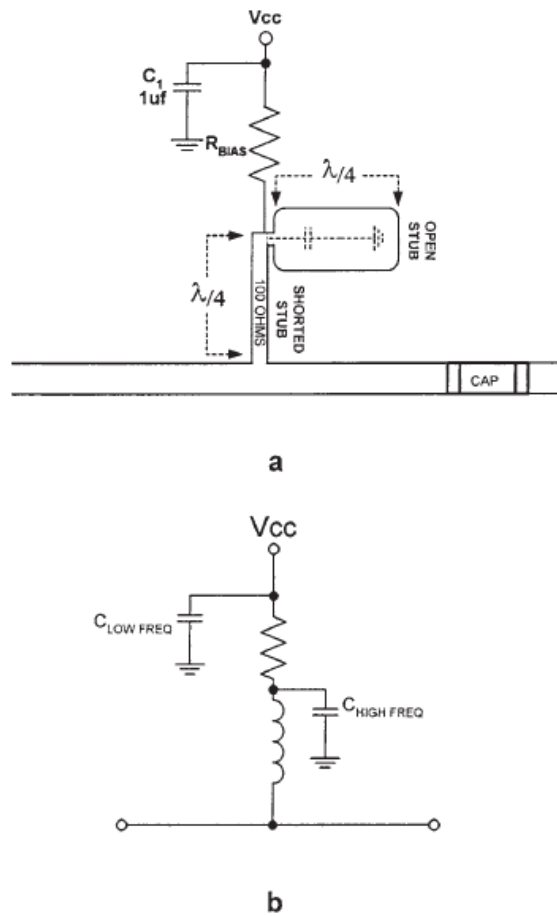 Vcc
C1
1uf
RBIAS
λ/4
OPEN
STUB
λ/4
100 OHMS
SHORTED
STUB
CAP
a
Vcc
CLOW FREQ
CHIGH FREQ
b